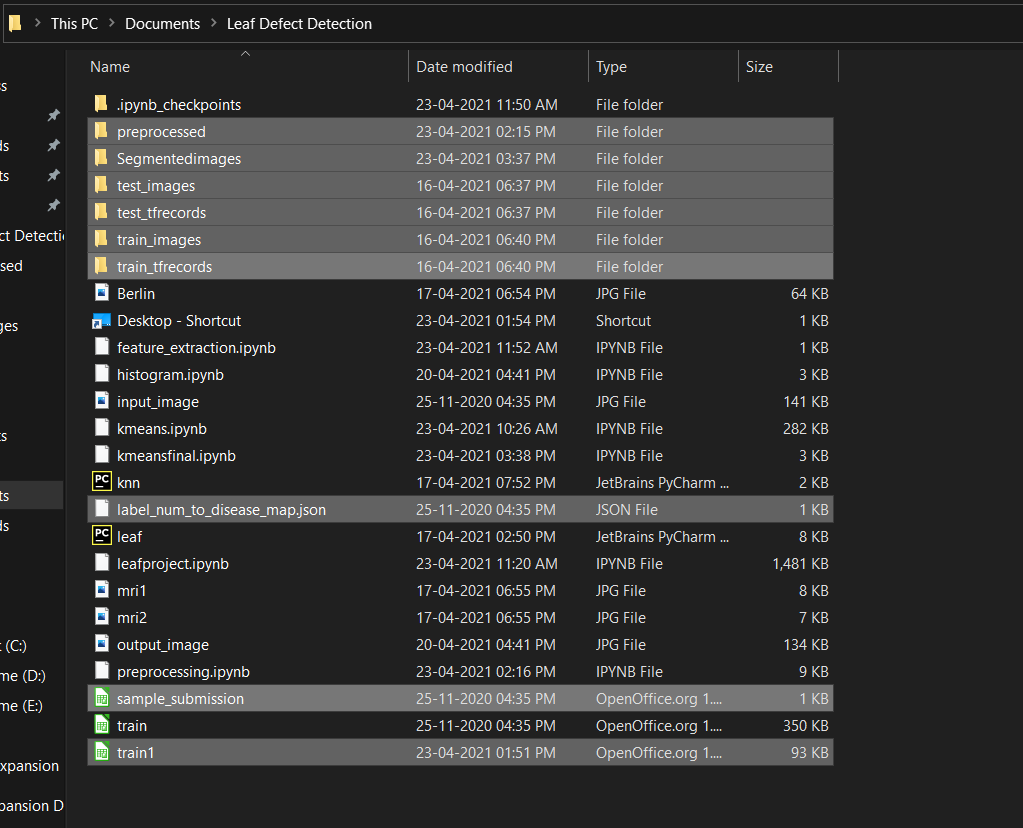 This PC > Documents > Leaf Defect Detection
Name Date modified Type Size
.ipynb_checkpoints 23-04-2021 11:50 AM File folder
preprocessed 23-04-2021 02:15 PM File folder
Segmentedimages 23-04-2021 03:37 PM File folder
test_images 16-04-2021 06:37 PM File folder
test_tfrecords 16-04-2021 06:37 PM File folder
train_images 16-04-2021 06:40 PM File folder
train_tfrecords 16-04-2021 06:40 PM File folder
Berlin 17-04-2021 06:54 PM JPG File 64 KB
Desktop - Shortcut 23-04-2021 01:54 PM Shortcut 1 KB
feature_extraction.ipynb 23-04-2021 11:52 AM IPYNB File 1 KB
histogram.ipynb 20-04-2021 04:41 PM IPYNB File 3 KB
input_image 25-11-2020 04:35 PM JPG File 141 KB
kmeans.ipynb 23-04-2021 10:26 AM IPYNB File 282 KB
kmeansfinal.ipynb 23-04-2021 03:38 PM IPYNB File 3 KB
PC knn 17-04-2021 07:52 PM JetBrains PyCharm ... 2 KB
label_num_to_disease_map.json 25-11-2020 04:35 PM JSON File 1 KB
PC leaf 17-04-2021 02:50 PM JetBrains PyCharm ... 8 KB
leafproject.ipynb 23-04-2021 11:20 AM IPYNB File 1,481 KB
mri1 17-04-2021 06:55 PM JPG File 8 KB
mri2 17-04-2021 06:55 PM JPG File 7 KB
output_image 20-04-2021 04:41 PM JPG File 134 KB
preprocessing.ipynb 23-04-2021 02:16 PM IPYNB File 9 KB
sample_submission 25-11-2020 04:35 PM OpenOffice.org 1.... 1 KB
train 25-11-2020 04:35 PM OpenOffice.org 1.... 350 KB
train1 23-04-2021 01:51 PM OpenOffice.org 1.... 93 KB
s
ds
ts
ct Detectio
sed
ges
ts
ts
ds
t (C:)
me (D:)
me (E:)
xpansion
pansion D